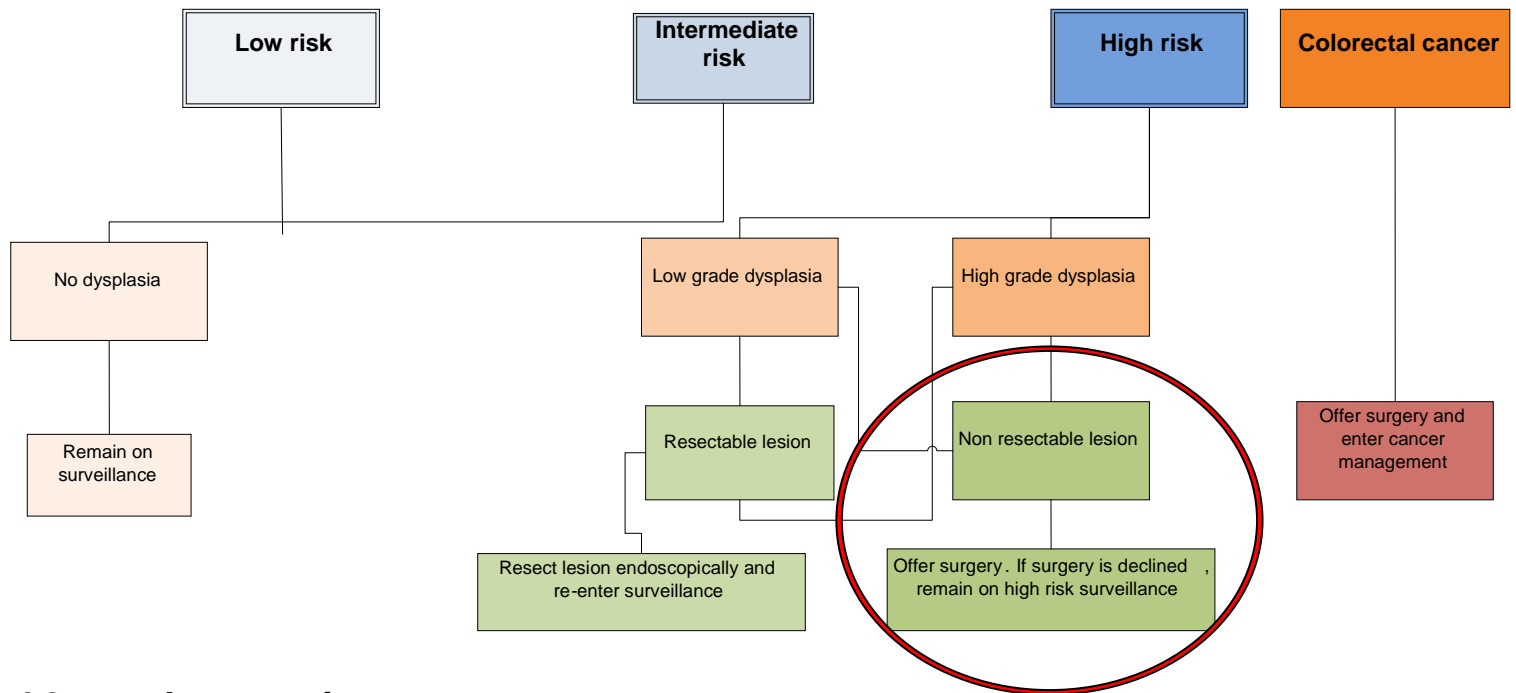 Low risk
Intermediate
risk
High risk
Colorectal cancer
No dysplasia
Low grade dysplasia
High grade dysplasia
Remain on
surveillance
Resectable lesion
Non resectable lesion
Offer surgery and
enter cancer
management
Resect lesion endoscopically and
re-enter surveillance
Offer surgery. If surgery is declined ,
remain on high risk surveillance